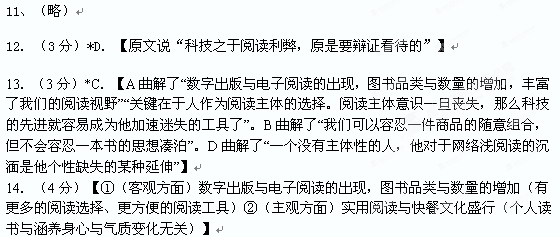 11、（略）
12.（3 分）*D.【原文说“科技之于阅读利弊，原是要辩证看待的”】
13.（3 分）*C.【A 曲解了“数字出版与电子阅读的出现，图书品类与数量的增加，丰富
了我们的阅读视野”“关键在于人作为阅读主体的选择。阅读主体意识一旦丧失，那么科技
的先进就容易成为他加速迷失的工具了”。B 曲解了“我们可以容忍一件商品的随意组合，
但不会容忍一本书的思想凑泊”。D 曲解了“一个没有主体性的人，他对于网络浅阅读的沉
湎是他个性缺失的某种延伸”】
14.（4 分）【①（客观方面）数字出版与电子阅读的出现，图书品类与数量的增加（有
更多的阅读选择、更方便的阅读工具）②（主观方面）实用阅读与快餐文化盛行（个人读
书与涵养身心与气质变化无关）】